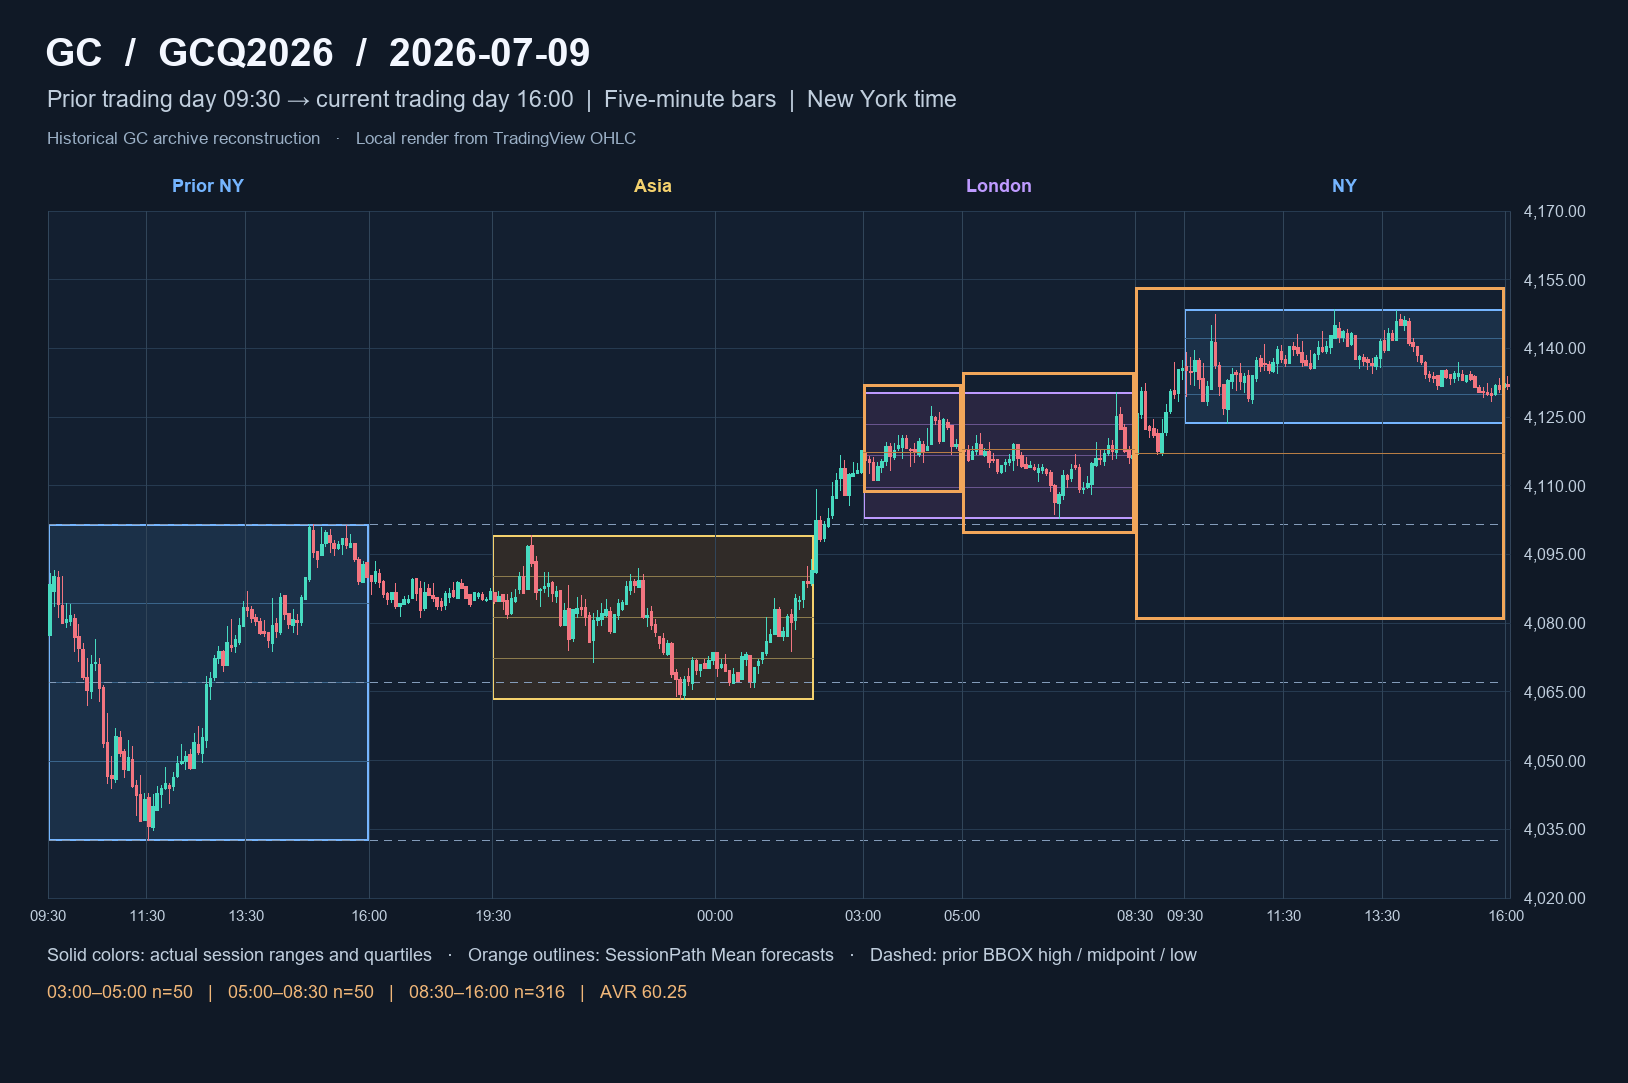 GC / GCQ2026 / 2026-07-09
Prior trading day 09:30 → current trading day 16:00 | Five-minute bars | New York time
Historical GC archive reconstruction · Local render from TradingView OHLC
Prior NY Asia London NY
4,170.00
4,155.00
4,140.00
4,125.00
4,110.00
4,095.00
4,080.00
4,065.00
4,050.00
4,035.00
4,020.00
09:30 11:30 13:30 16:00 19:30 00:00 03:00 05:00 08:30 09:30 11:30 13:30 16:00
Solid colors: actual session ranges and quartiles · Orange outlines: SessionPath Mean forecasts · Dashed: prior BBOX high / midpoint / low
03:00–05:00 n=50 | 05:00–08:30 n=50 | 08:30–16:00 n=316 | AVR 60.25